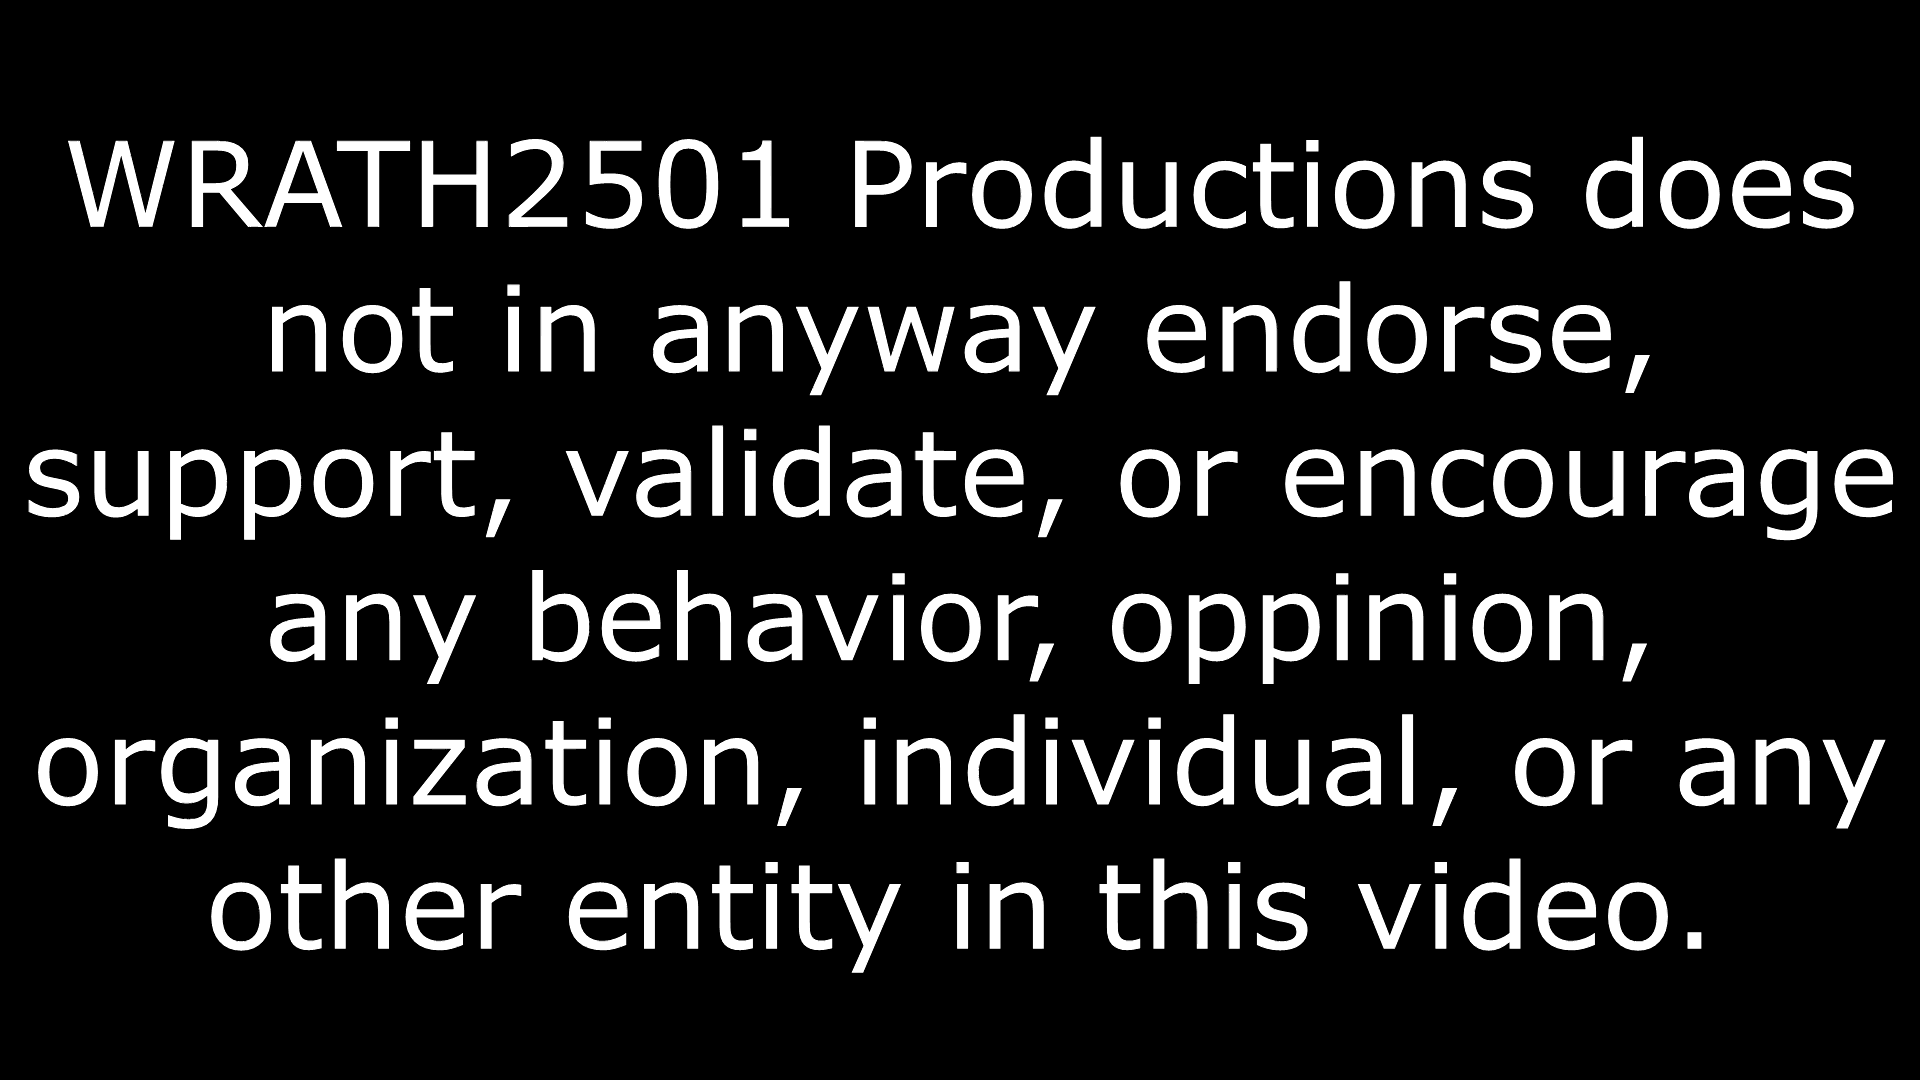 WRATH2501 Productions does
not in anyway endorse,
support, validate, or encourage
any behavior, oppinion,
organization, individual, or any
other entity in this video.